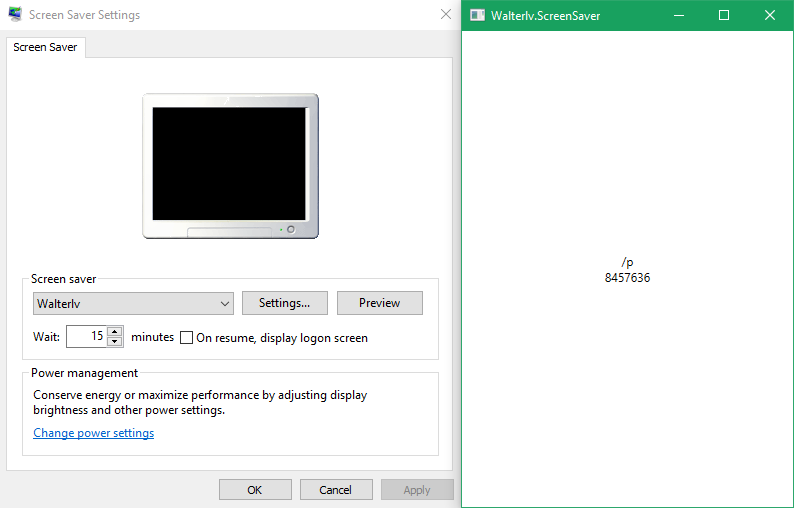 Screen Saver Settings
Screen Saver
Screen saver
Walterlv
Settings...
Preview
Wait:
15
minutes
On resume, display logon screen
Power management
Conserve energy or maximize performance by adjusting display
brightness and other power settings.
Change power settings
OK
Cancel
Apply
Walterlv.ScreenSaver
/p
8457636